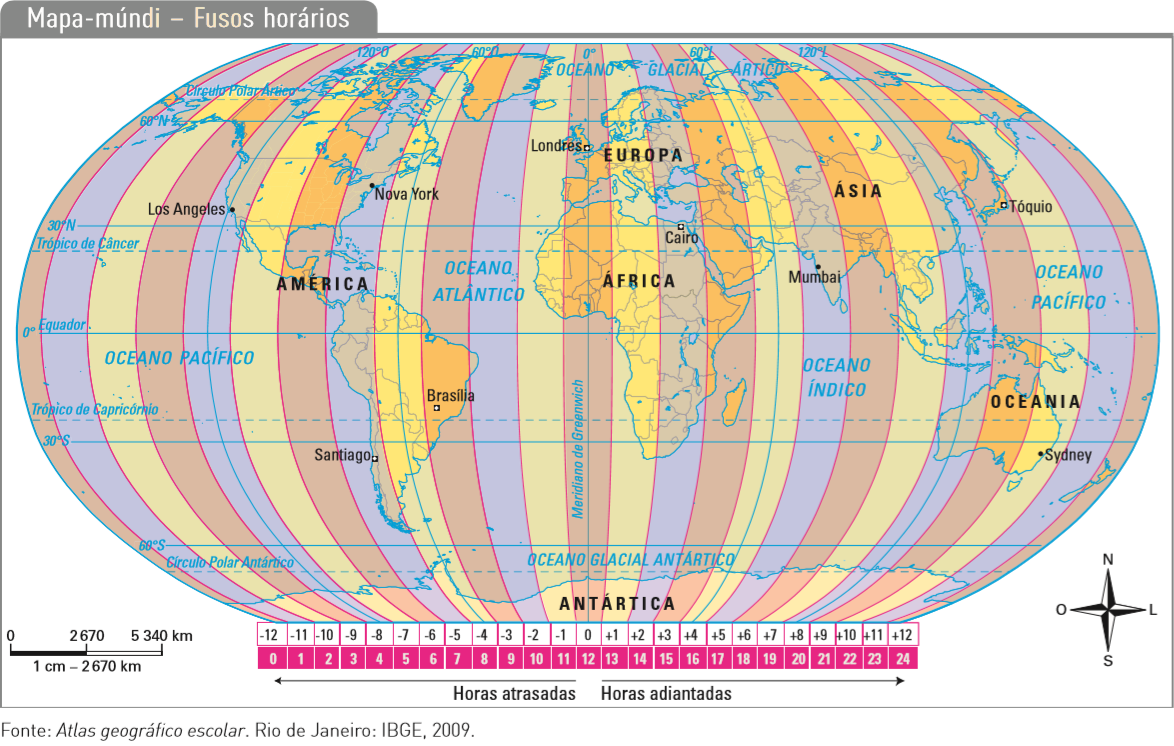 Mapa-múndi – Fusos horários
120°O 60°O 0° 60°L 120°L
OCEANO GLACIAL ÁRTICO
Círculo Polar Ártico
60°N
Londres
EUROPA
ÁSIA
Nova York
Los Angeles
Tóquio
30°N
Cairo
Trópico de Câncer
OCEANO
ATLÂNTICO
AMÉRICA
ÁFRICA
Mumbai
OCEANO
PACÍFICO
0° Equador
OCEANO PACÍFICO
OCEANO
ÍNDICO
Brasília
Meridiano de Greenwich
OCEANIA
Trópico de Capricórnio
30°S
Santiago
Sydney
60°S
Círculo Polar Antártico
OCEANO GLACIAL ANTÁRTICO
ANTÁRTICA
N
O L
S
0 2 670 5 340 km
1 cm – 2 670 km
-12 -11 -10 -9 -8 -7 -6 -5 -4 -3 -2 -1 0 +1 +2 +3 +4 +5 +6 +7 +8 +9 +10 +11 +12
0 1 2 3 4 5 6 7 8 9 10 11 12 13 14 15 16 17 18 19 20 21 22 23 24
Horas atrasadas Horas adiantadas
Fonte: Atlas geográfico escolar. Rio de Janeiro: IBGE, 2009.